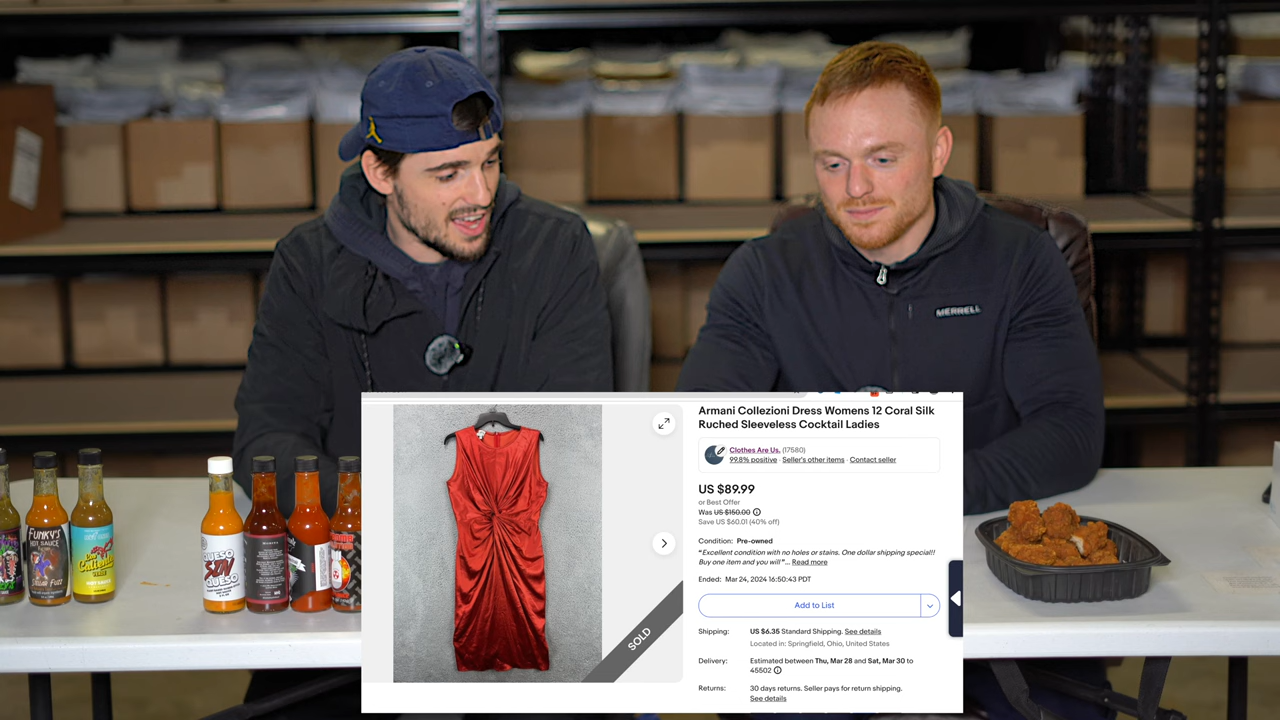 MERRELL
Armani Collezioni Dress Womens 12 Coral Silk
Ruched Sleeveless Cocktail Ladies
Clothes Are Us. (17580)
99.8% positive · Seller's other items · Contact seller
US $89.99
or Best Offer
Was US $150.00
Save US $60.01 (40% off)
Condition: Pre-owned
“Excellent condition with no holes or stains. One dollar shipping special!!
Buy one item and you will”... Read more
Ended: Mar 24, 2024 16:50:43 PDT
Add to List
Shipping: US $6.35 Standard Shipping. See details
Located in: Springfield, Ohio, United States
Delivery: Estimated between Thu, Mar 28 and Sat, Mar 30 to
45502
Returns: 30 days returns. Seller pays for return shipping.
See details
SOLD
FUNKY'S
HOT SAUCE
Caliente
QUESO
SIN
QUESO